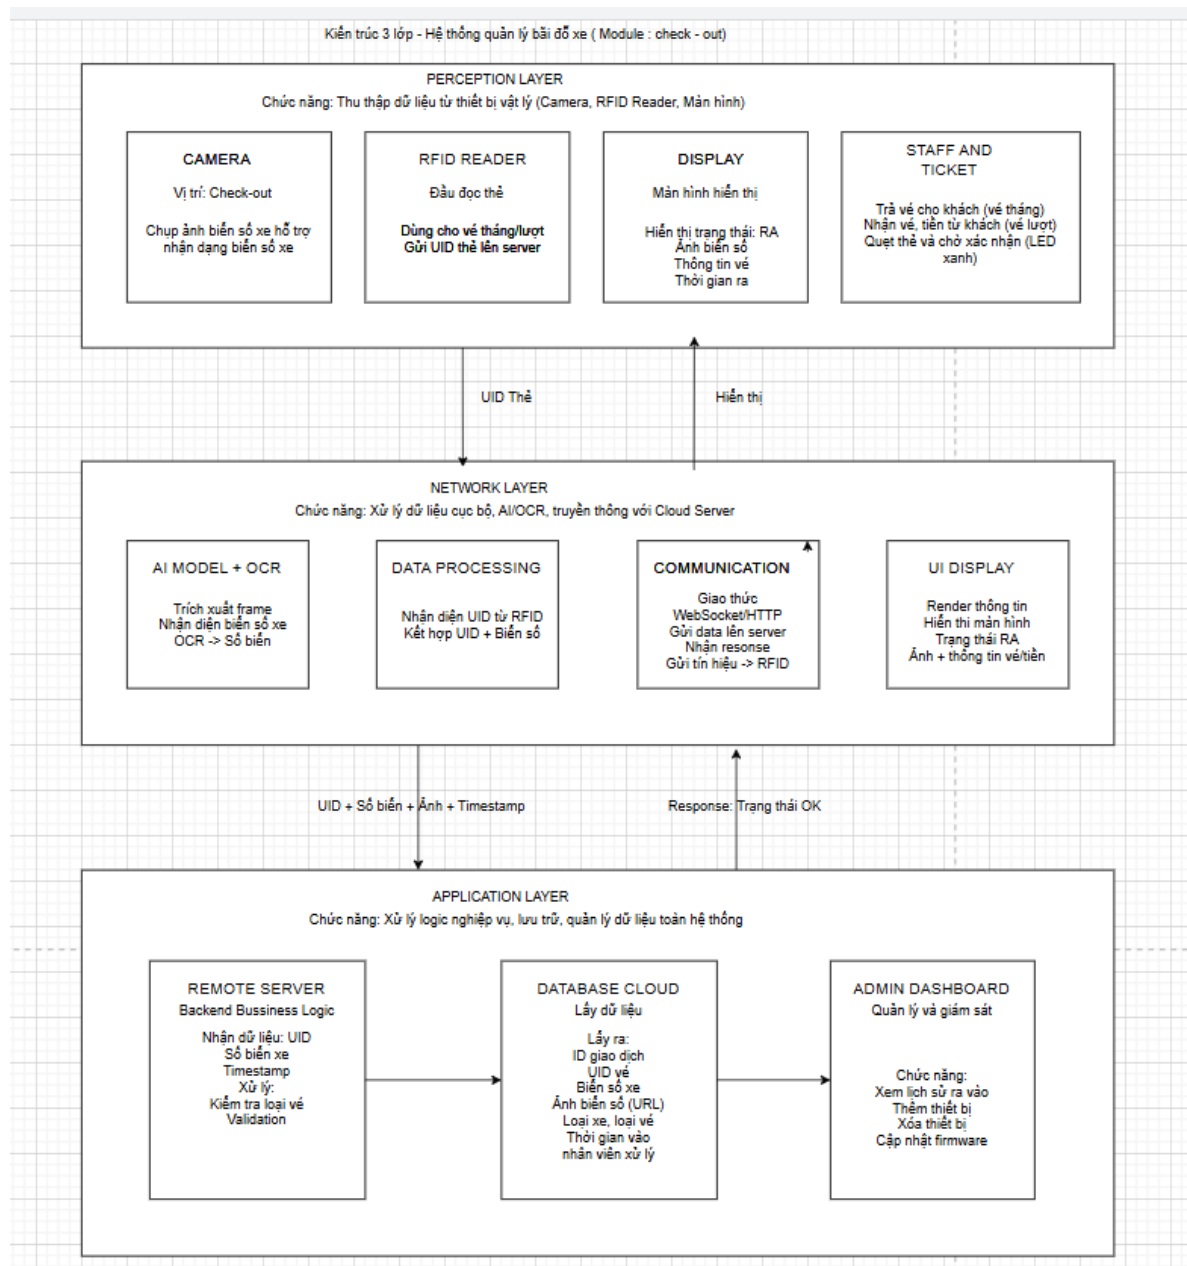 Kiến trúc 3 lớp - Hệ thống quản lý bãi đỗ xe ( Module : check - out)
PERCEPTION LAYER
Chức năng: Thu thập dữ liệu từ thiết bị vật lý (Camera, RFID Reader, Màn hình)
CAMERA
Vị trí: Check-out
Chụp ảnh biển số xe hỗ trợ
nhận dạng biển số xe
RFID READER
Đầu đọc thẻ
Dùng cho vé tháng/lượt
Gửi UID thẻ lên server
DISPLAY
Màn hình hiển thị
Hiển thị trạng thái: RA
Ảnh biển số
Thông tin vé
Thời gian ra
STAFF AND
TICKET
Trả vé cho khách (vé tháng)
Nhận vé, tiền từ khách (vé lượt)
Quẹt thẻ và chờ xác nhận (LED
xanh)
UID Thẻ
Hiển thị
NETWORK LAYER
Chức năng: Xử lý dữ liệu cục bộ, AI/OCR, truyền thông với Cloud Server
AI MODEL + OCR
Trích xuất frame
Nhận diện biển số xe
OCR -> Số biển
DATA PROCESSING
Nhận diện UID từ RFID
Kết hợp UID + Biển số
COMMUNICATION
Giao thức
WebSocket/HTTP
Gửi data lên server
Nhận resonse
Gửi tín hiệu -> RFID
UI DISPLAY
Render thông tin
Hiển thị màn hình
Trạng thái RA
Ảnh + thông tin vé/tiền
UID + Số biển + Ảnh + Timestamp
Response: Trạng thái OK
APPLICATION LAYER
Chức năng: Xử lý logic nghiệp vụ, lưu trữ, quản lý dữ liệu toàn hệ thống
REMOTE SERVER
Backend Bussiness Logic
Nhận dữ liệu: UID
Số biển xe
Timestamp
Xử lý:
Kiểm tra loại vé
Validation
DATABASE CLOUD
Lấy dữ liệu
Lấy ra:
ID giao dịch
UID vé
Biển số xe
Ảnh biển số (URL)
Loại xe, loại vé
Thời gian vào
nhân viên xử lý
ADMIN DASHBOARD
Quản lý và giám sát
Chức năng:
Xem lịch sử ra vào
Thêm thiết bị
Xóa thiết bị
Cập nhật firmware